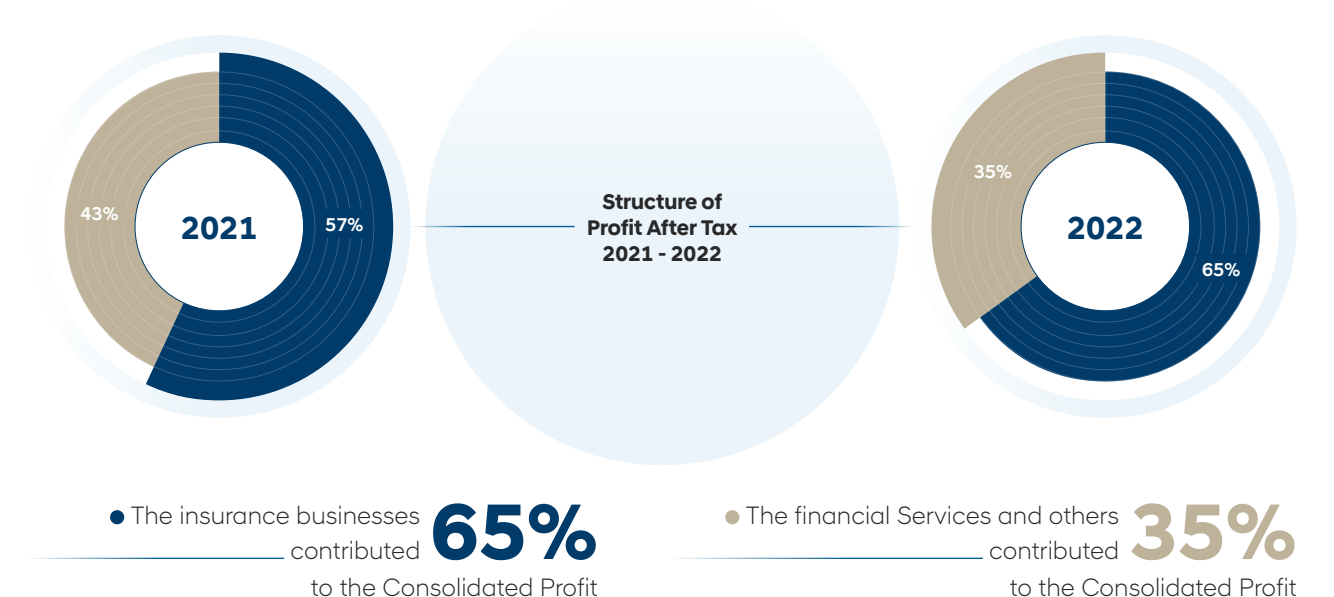 43%
2021
57%
Structure of
Profit After Tax
2021 - 2022
35%
2022
65%
The insurance businesses
contributed 65%
to the Consolidated Profit
The financial Services and others
contributed 35%
to the Consolidated Profit